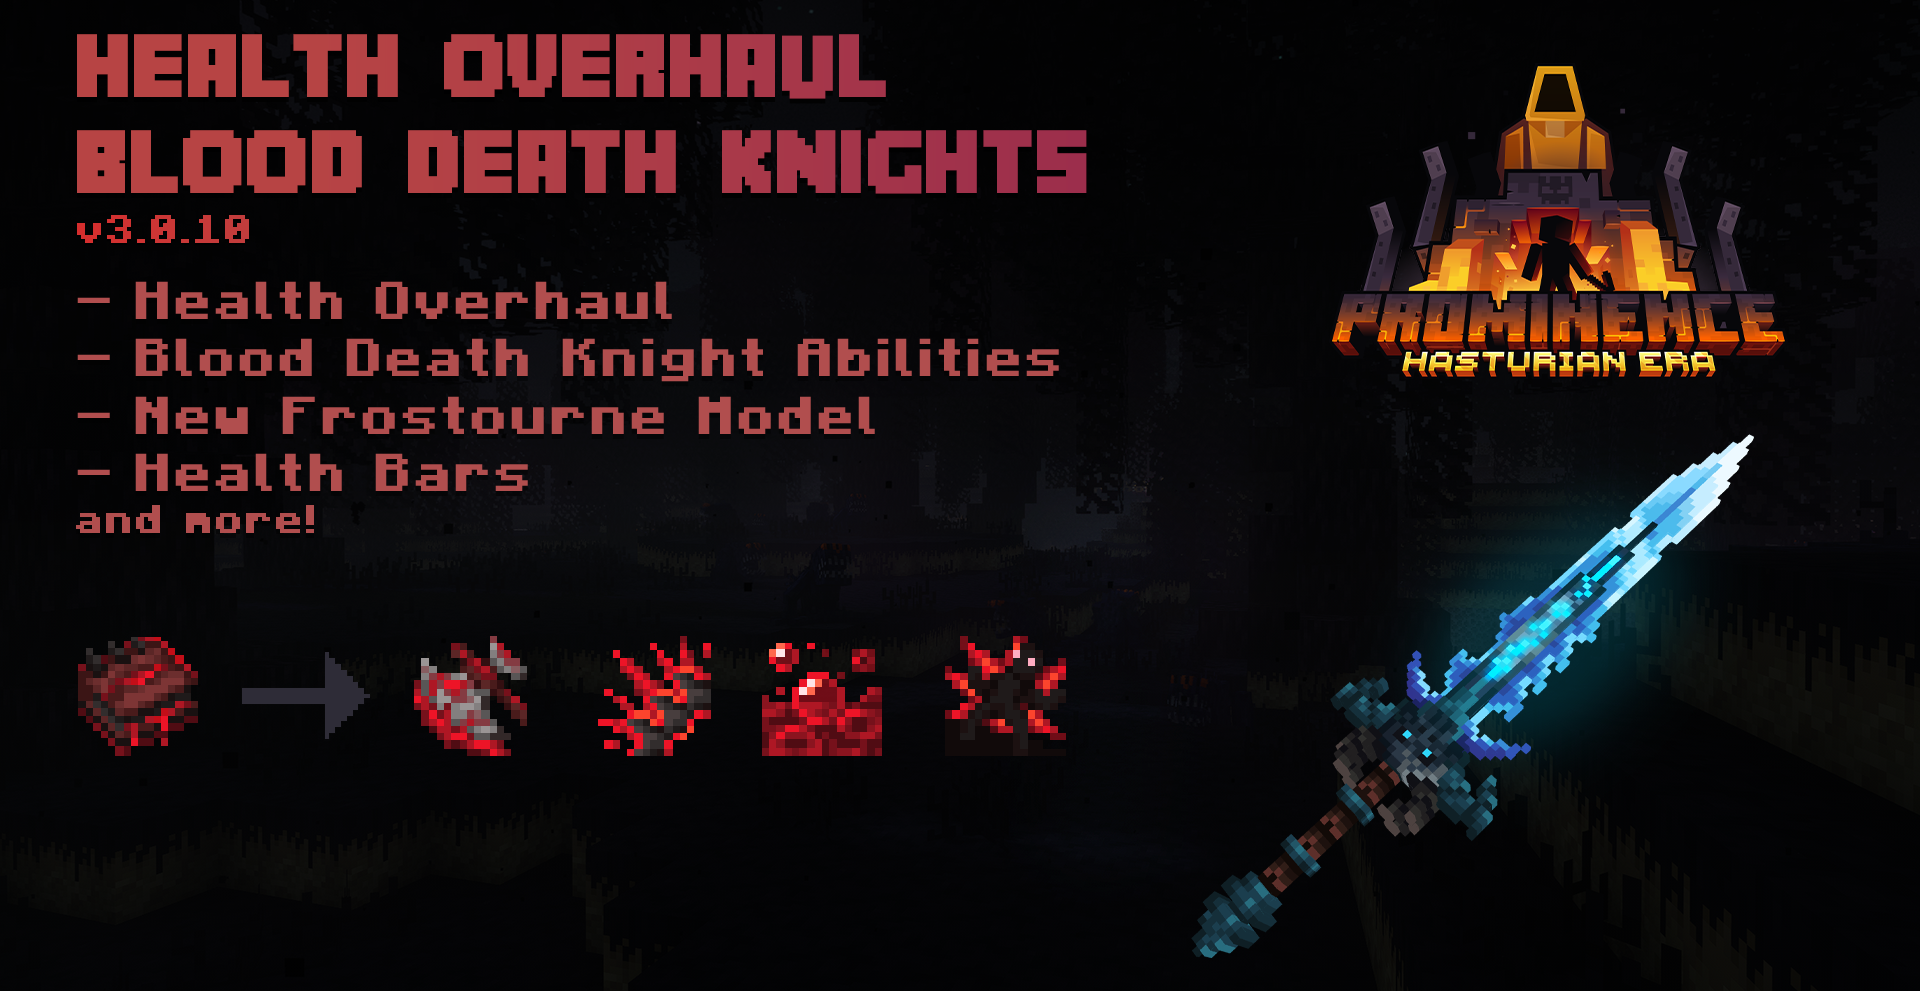 HEALTH OVERHAUL
BLOOD DEATH KNIGHTS
v3.0.10
- Health Overhaul
- Blood Death Knight Abilities
- New Frostourne Model
- Health Bars
and more!
PROMINENCE
HASTURIAN ERA